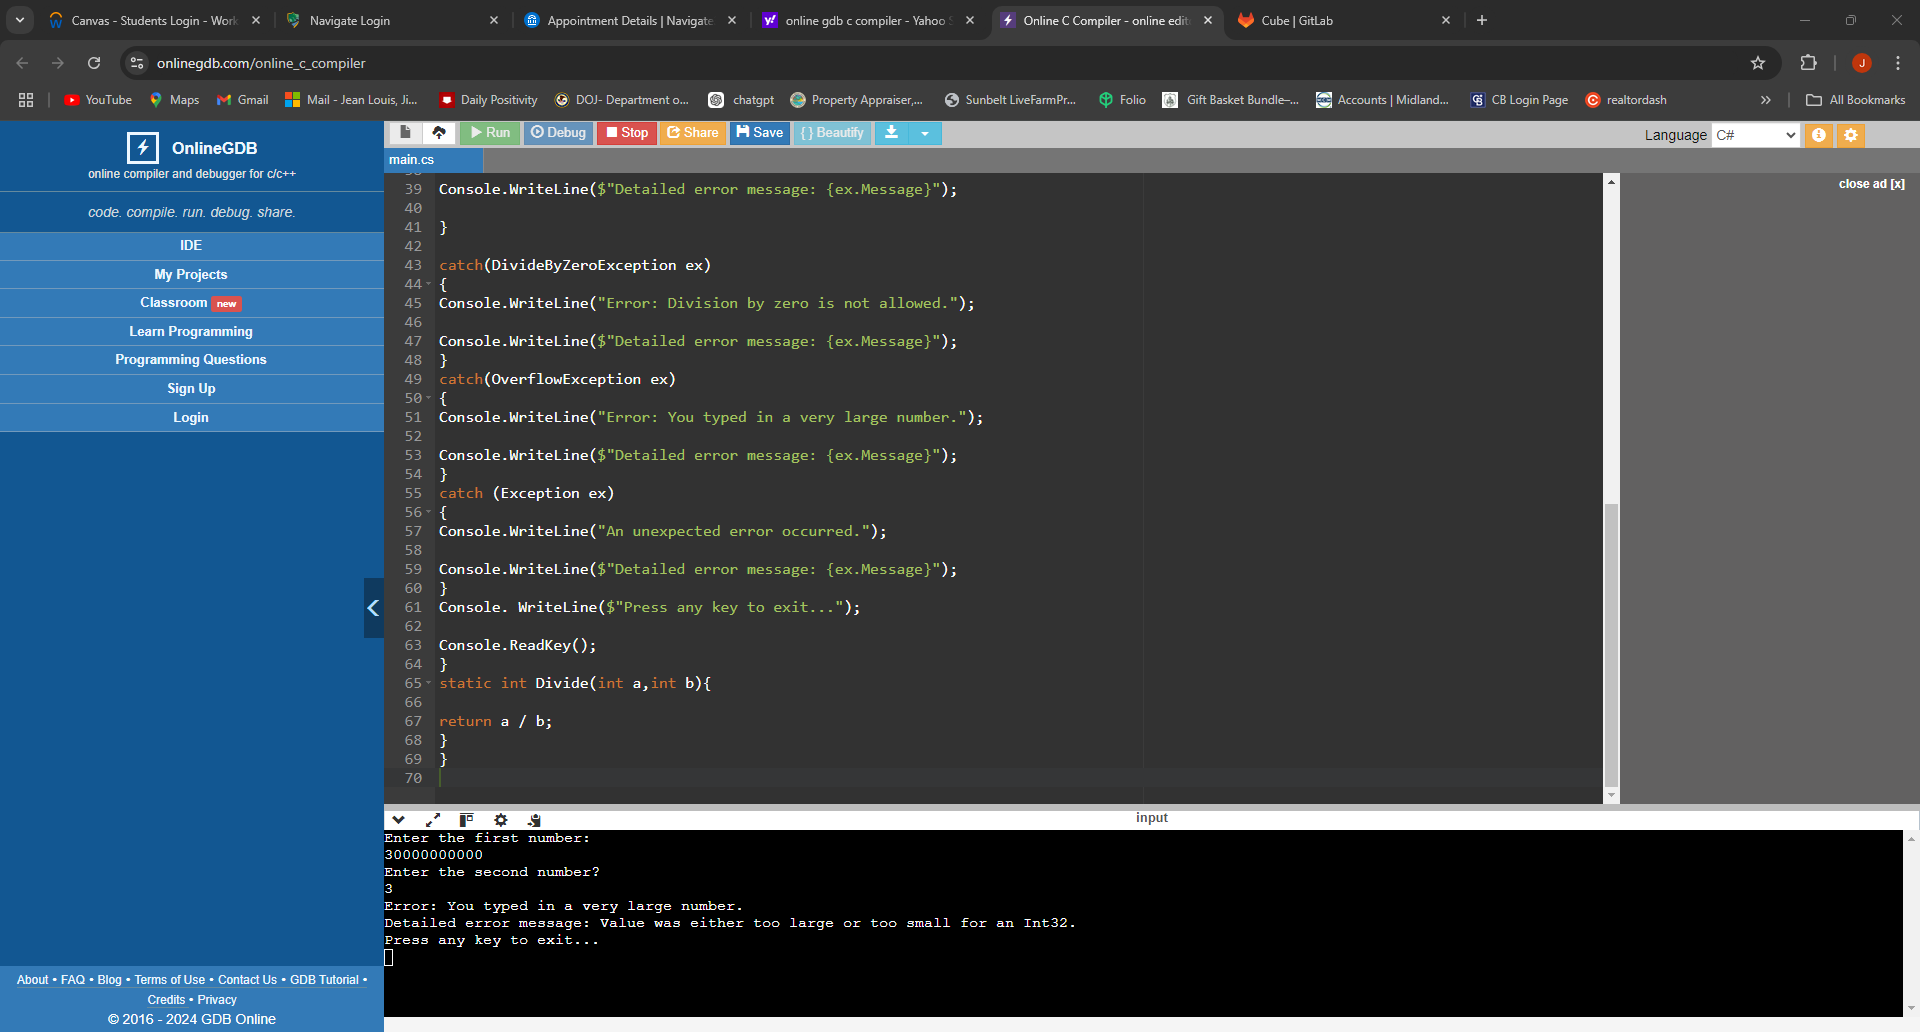 Canvas - Students Login - Work
Navigate Login
Appointment Details | Navigate
online gdb c compiler - Yahoo S
Online C Compiler - online edit
Cube | GitLab
onlinegdb.com/online_c_compiler
J
YouTube
Maps
Gmail
Mail - Jean Louis, Ji...
Daily Positivity
DOJ- Department o...
chatgpt
Property Appraiser,...
Sunbelt LiveFarmPr...
Folio
Gift Basket Bundle–...
Accounts | Midland...
CB Login Page
realtordash
All Bookmarks
OnlineGDB
online compiler and debugger for c/c++
code. compile. run. debug. share.
IDE
My Projects
Classroom new
Learn Programming
Programming Questions
Sign Up
Login
About • FAQ • Blog • Terms of Use • Contact Us • GDB Tutorial •
Credits • Privacy
© 2016 - 2024 GDB Online
Run Debug Stop Share Save {} Beautify
Language C#
main.cs
close ad [x]
39 Console.WriteLine($"Detailed error message: {ex.Message}");
40
41 }
42
43 catch(DivideByZeroException ex)
44 {
45 Console.WriteLine("Error: Division by zero is not allowed.");
46
47 Console.WriteLine($"Detailed error message: {ex.Message}");
48 }
49 catch(OverflowException ex)
50 {
51 Console.WriteLine("Error: You typed in a very large number.");
52
53 Console.WriteLine($"Detailed error message: {ex.Message}");
54 }
55 catch (Exception ex)
56 {
57 Console.WriteLine("An unexpected error occurred.");
58
59 Console.WriteLine($"Detailed error message: {ex.Message}");
60 }
61 Console. WriteLine($"Press any key to exit...");
62
63 Console.ReadKey();
64 }
65 static int Divide(int a,int b){
66
67 return a / b;
68 }
69 }
70
input
Enter the first number:
30000000000
Enter the second number?
3
Error: You typed in a very large number.
Detailed error message: Value was either too large or too small for an Int32.
Press any key to exit...